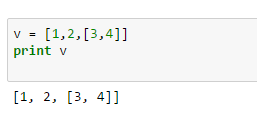 v = [1,2,[3,4]]
print v
[1, 2, [3, 4]]